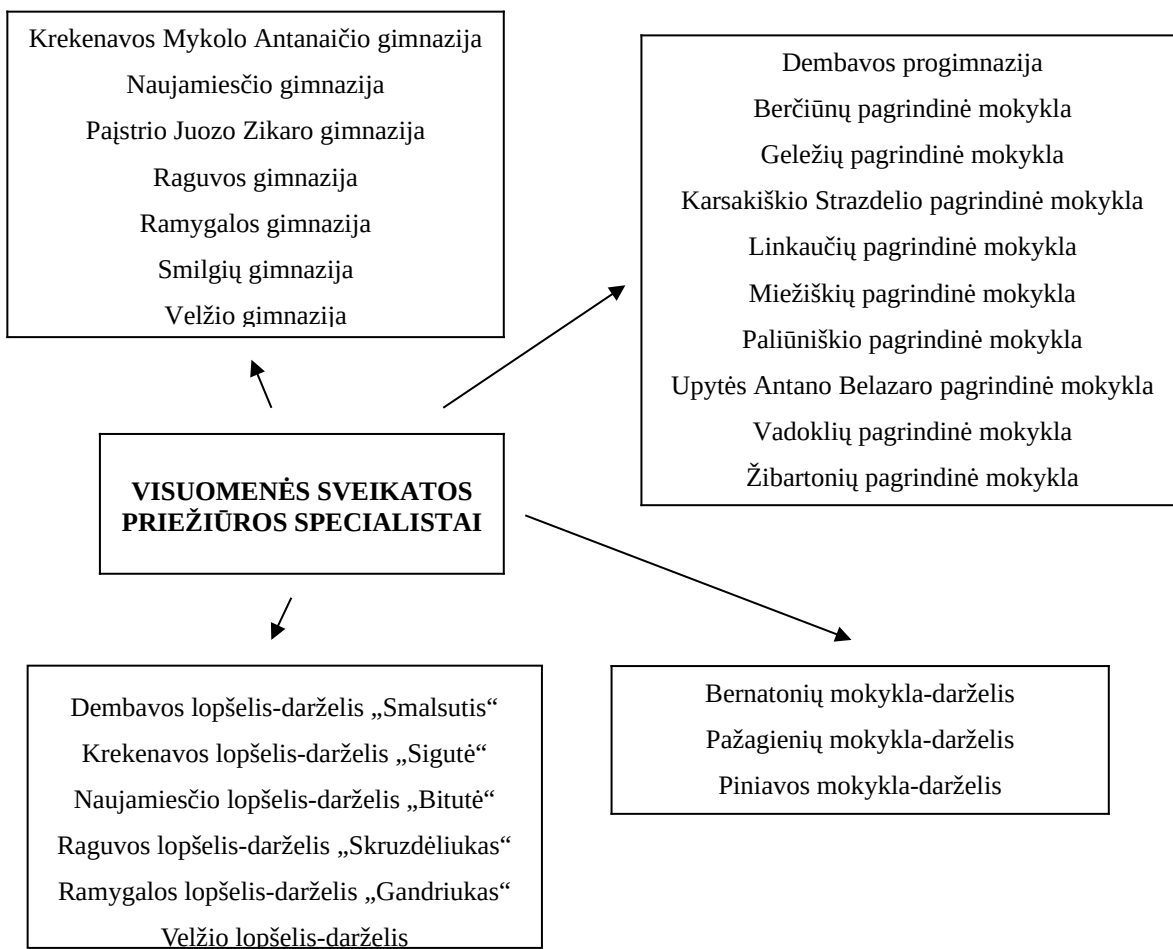 Krekenavos Mykolo Antanaičio gimnazija
Naujamiesčio gimnazija
Paįstrio Juozo Zikaro gimnazija
Raguvos gimnazija
Ramygalos gimnazija
Smilgių gimnazija
Velžio gimnazija
Dembavos progimnazija
Berčiūnų pagrindinė mokykla
Geležių pagrindinė mokykla
Karsakiškio Strazdelio pagrindinė mokykla
Linkaučių pagrindinė mokykla
Miežiškių pagrindinė mokykla
Paliūniškio pagrindinė mokykla
Upytės Antano Belazaro pagrindinė mokykla
Vadoklių pagrindinė mokykla
Žibartonių pagrindinė mokykla
VISUOMENĖS SVEIKATOS
PRIEŽIŪROS SPECIALISTAI
Dembavos lopšelis-darželis „Smalsutis“
Krekenavos lopšelis-darželis „Sigutė“
Naujamiesčio lopšelis-darželis „Bitutė“
Raguvos lopšelis-darželis „Skruzdėliukas“
Ramygalos lopšelis-darželis „Gandriukas“
Velžio lopšelis-darželis
Bernatonių mokykla-darželis
Pažagienių mokykla-darželis
Piniavos mokykla-darželis